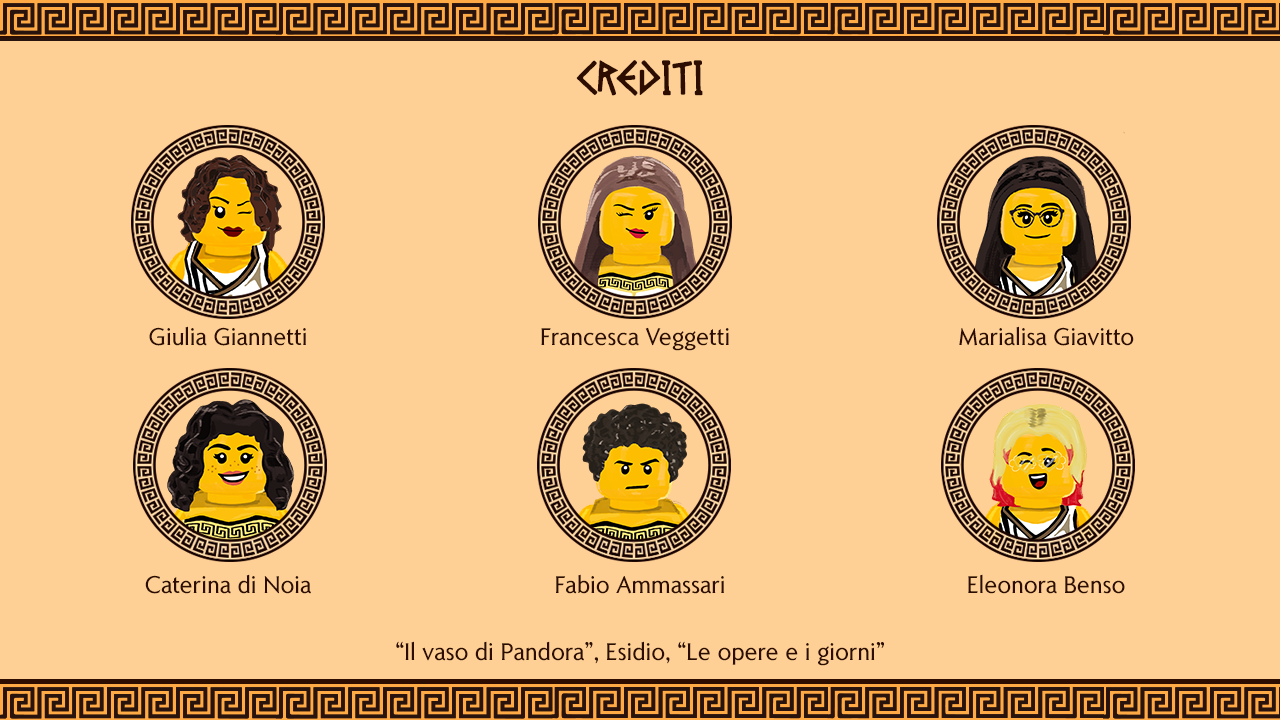 CREDITI
Giulia Giannetti
Francesca Veggetti
Marialisa Giavitto
Caterina di Noia
Fabio Ammassari
Eleonora Benso
“Il vaso di Pandora”, Esidio, “Le opere e i giorni”